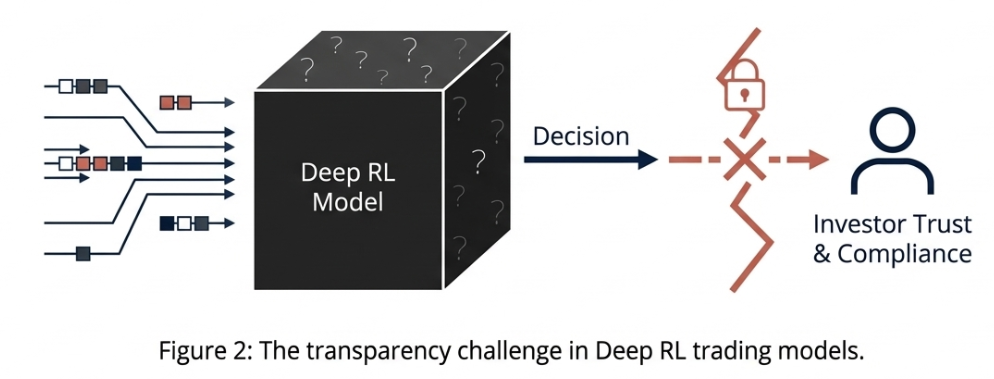 Deep RL
Model
Decision
Investor Trust
& Compliance
? ? ? ? ? ? ? ? ? ? ? ? ?
Figure 2: The transparency challenge in Deep RL trading models.